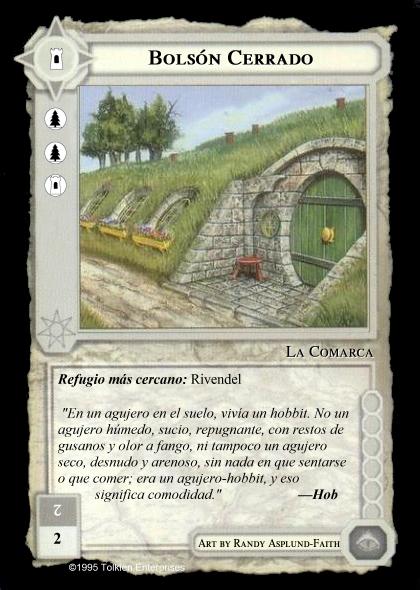 Bolsón Cerrado
La Comarca
Refugio más cercano: Rivendel
"En un agujero en el suelo, vivía un hobbit. No un
agujero húmedo, sucio, repugnante, con restos de
gusanos y olor a fango, ni tampoco un agujero
seco, desnudo y arenoso, sin nada en que sentarse
o que comer; era un agujero-hobbit, y eso
significa comodidad." —Hob
2
2
Art by Randy Asplund-Faith
©1995 Tolkien Enterprises